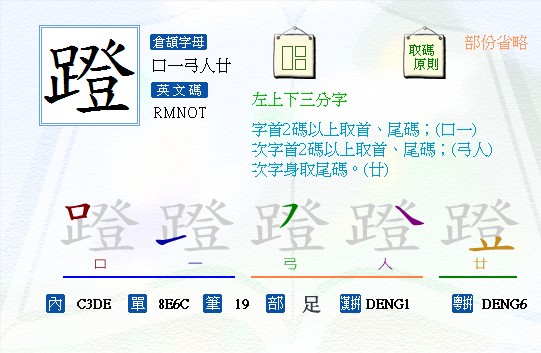 蹬
倉頡字母
口一弓人廿
英文碼
RMNOT
取碼
原則
部份省略
左上下三分字
字首2碼以上取首、尾碼；(口一)
次字首2碼以上取首、尾碼；(弓人)
次字身取尾碼。(廿)
蹬 蹬 蹬 蹬 蹬
口 一 弓 人 廿
內 C3DE 單 8E6C 筆 19 部 足 漢拼 DENG1 粵拼 DENG6